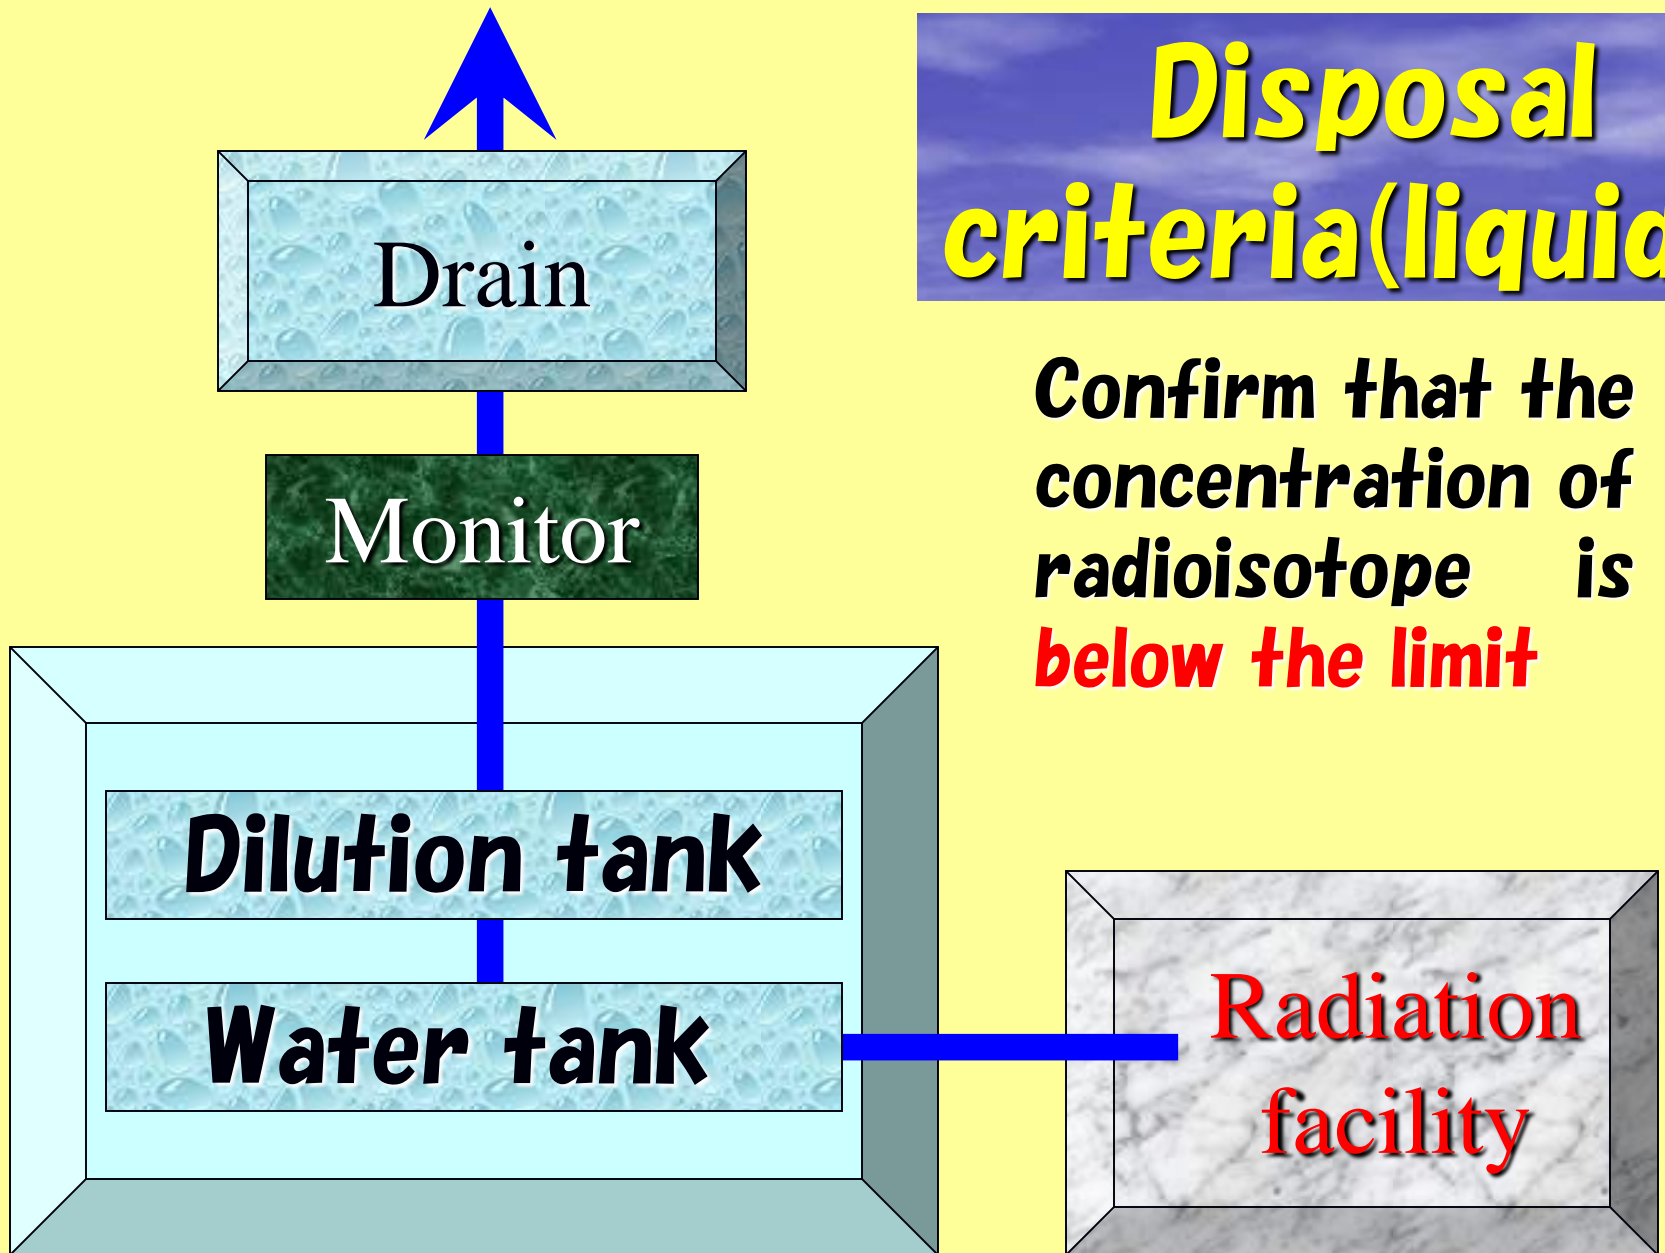 Disposal
criteria(liquid
Confirm that the
concentration of
radioisotope is
below the limit
Drain
Monitor
Dilution tank
Water tank
Radiation
facility